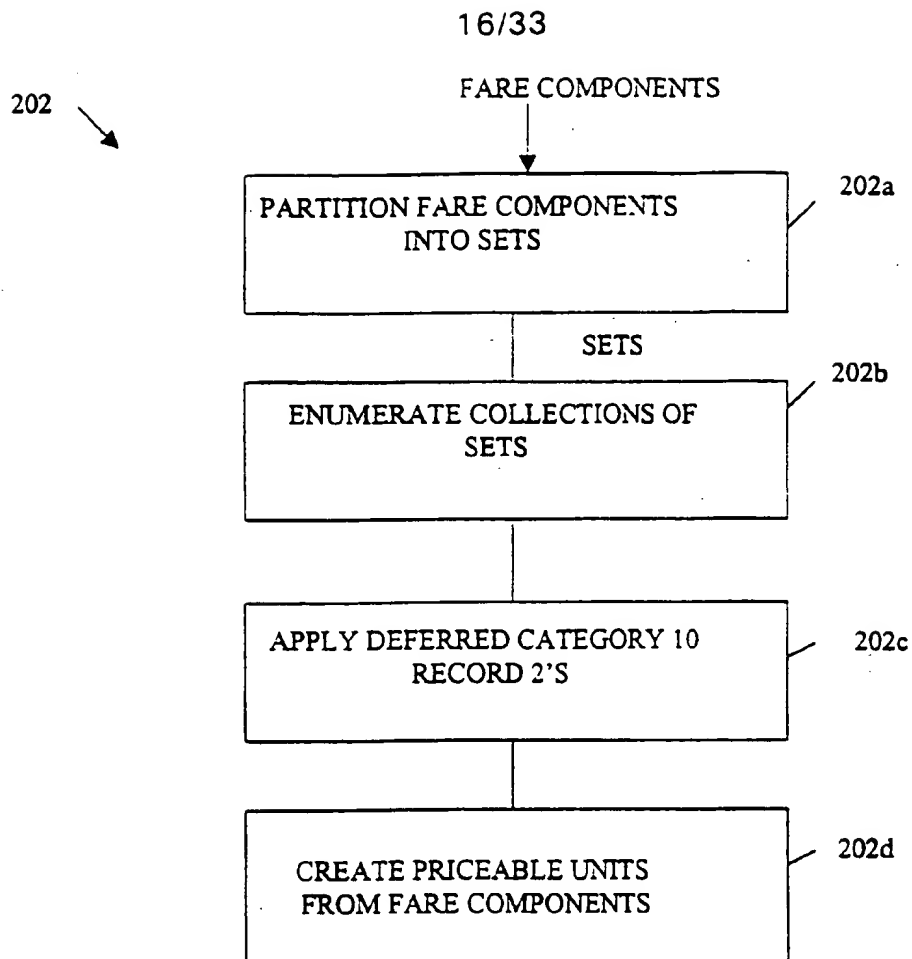 16/33
FARE COMPONENTS
202
PARTITION FARE COMPONENTS
INTO SETS
202a
SETS
202b
ENUMERATE COLLECTIONS OF
SETS
APPLY DEFERRED CATEGORY 10
RECORD 2'S
202c
CREATE PRICEABLE UNITS
FROM FARE COMPONENTS
202d